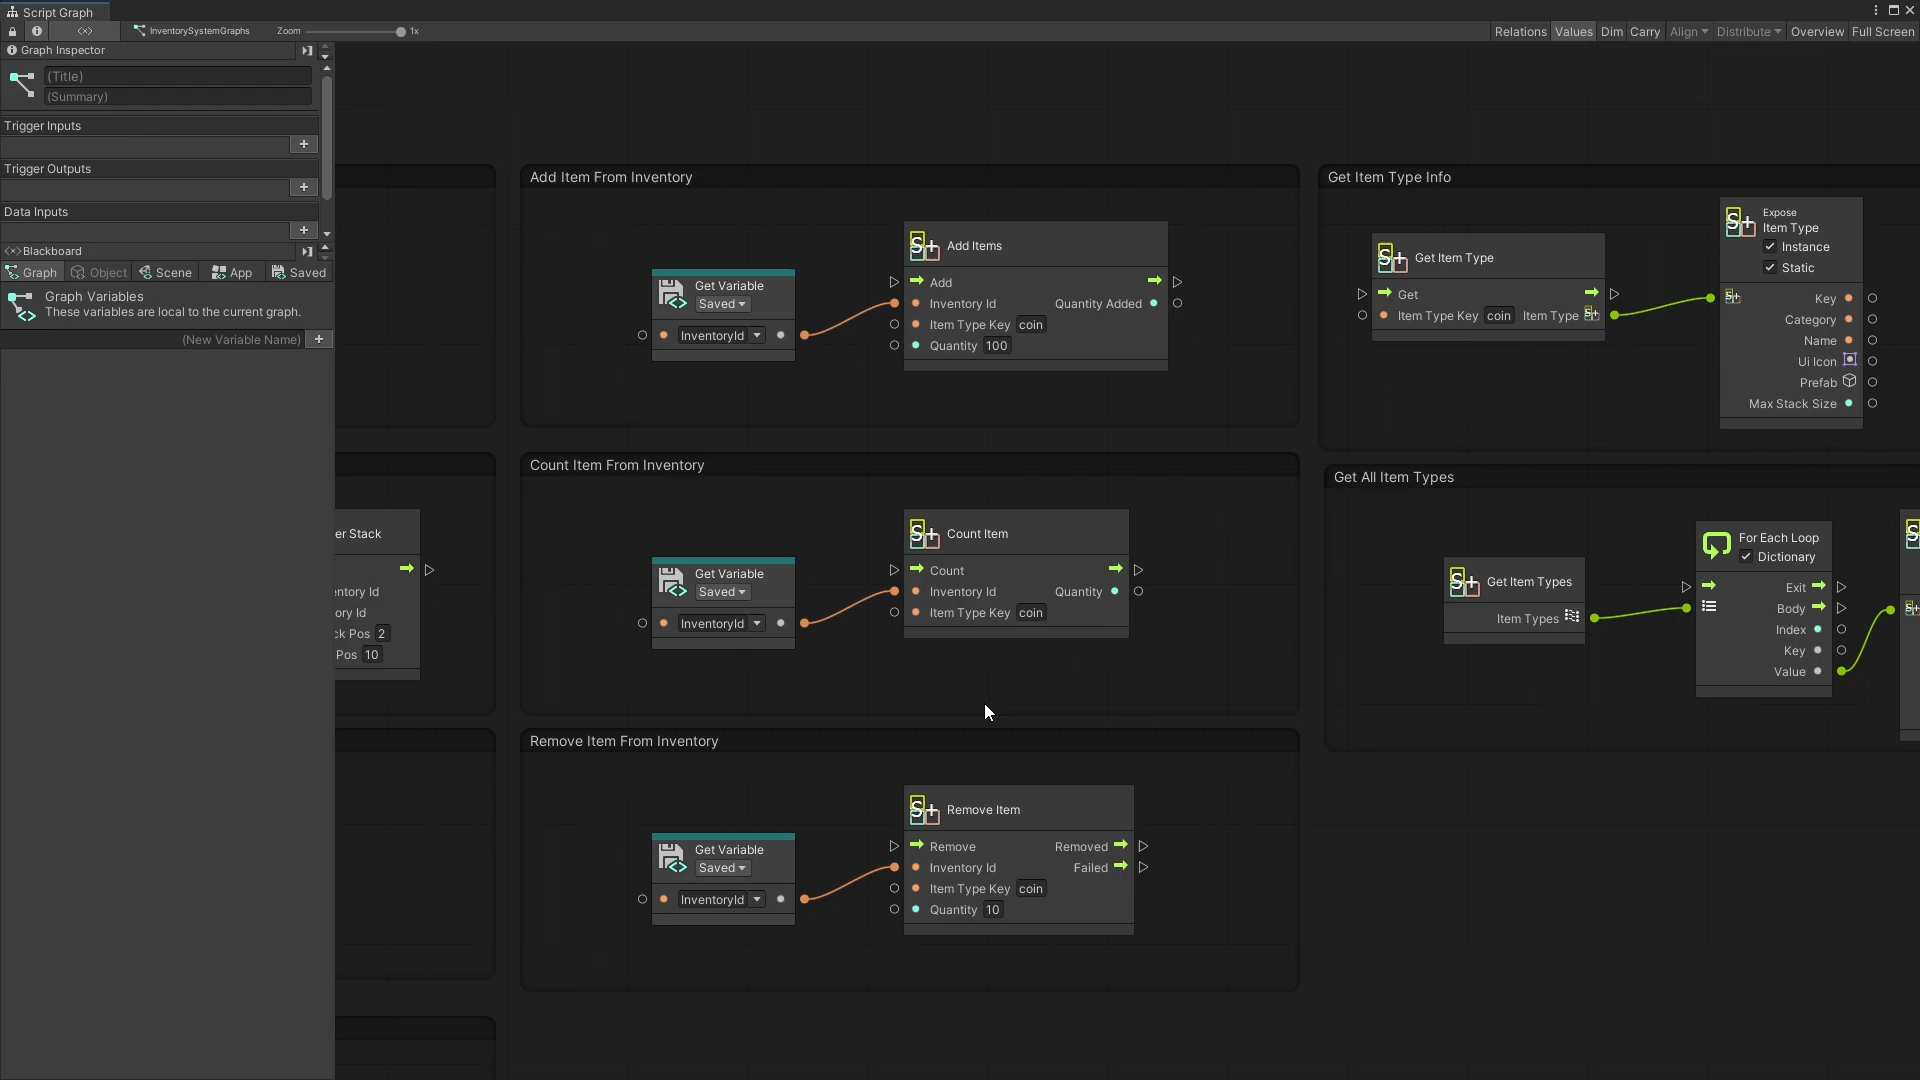 Script Graph
InventorySystemGraphs
Zoom
1x
Relations
Values
Dim
Carry
Align
Distribute
Overview
Full Screen
Graph Inspector
(Title)
(Summary)
Trigger Inputs
Trigger Outputs
Data Inputs
Blackboard
Graph
Object
Scene
App
Saved
Graph Variables
These variables are local to the current graph.
(New Variable Name)
er Stack
entory Id
ory Id
ck Pos 2
Pos 10
Add Item From Inventory
Get Variable
Saved
InventoryId
S+ Add Items
Add
Inventory Id
Quantity Added
Item Type Key coin
Quantity 100
Count Item From Inventory
Get Variable
Saved
InventoryId
S+ Count Item
Count
Inventory Id
Quantity
Item Type Key coin
Remove Item From Inventory
Get Variable
Saved
InventoryId
S+ Remove Item
Remove
Removed
Inventory Id
Failed
Item Type Key coin
Quantity 10
Get Item Type Info
S+ Get Item Type
Get
Item Type Key coin
Item Type S+
S+ Expose
Item Type
Instance
Static
S+
Key
Category
Name
Ui Icon
Prefab
Max Stack Size
Get All Item Types
S+ Get Item Types
Item Types
For Each Loop
Dictionary
Exit
Body
Index
Key
Value
S
S+